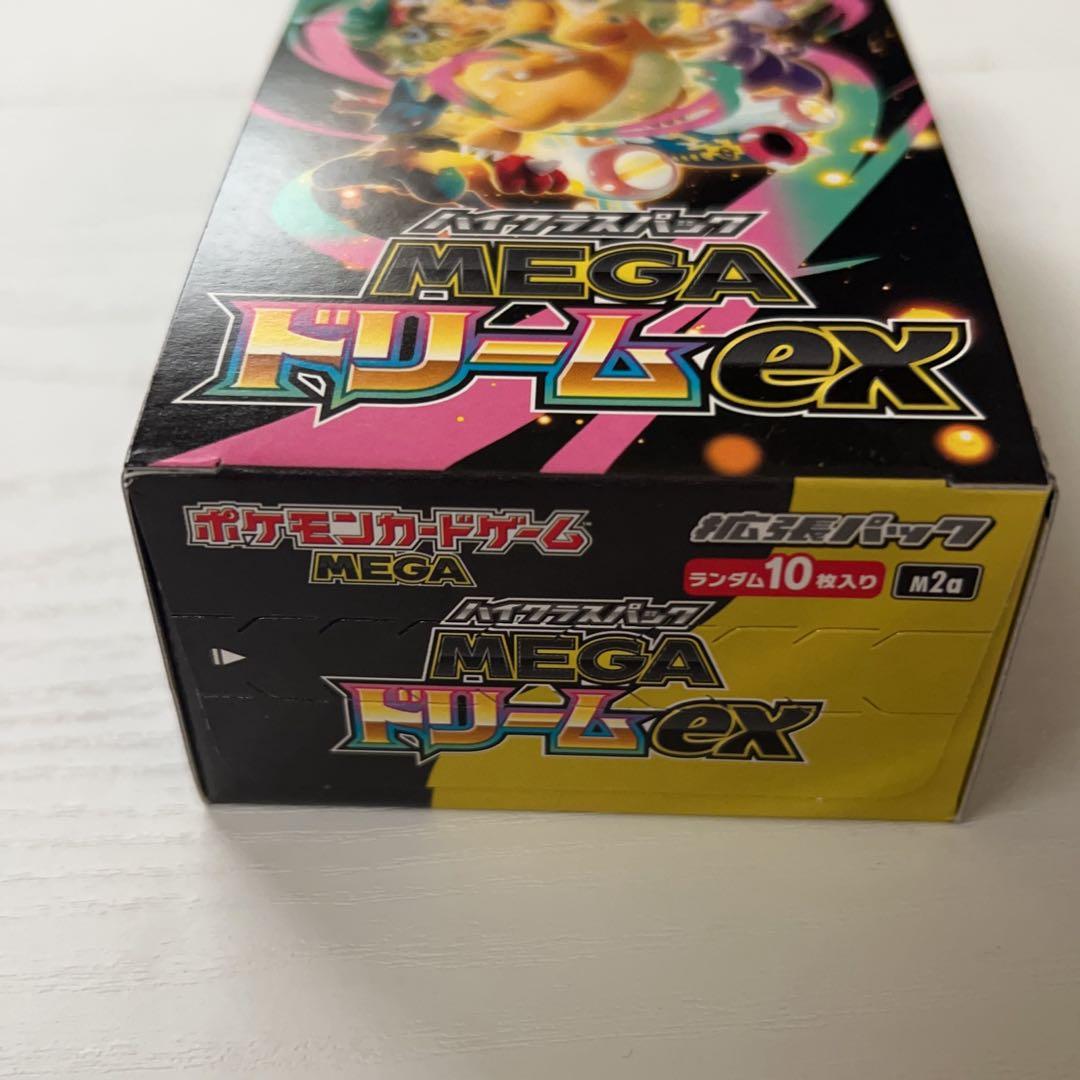 ハイクラスパック
MEGA
ドリームex
ポケモンカードゲーム™
MEGA
拡張パック
ランダム10枚入り
M2a
ハイクラスパック
MEGA
ドリームex